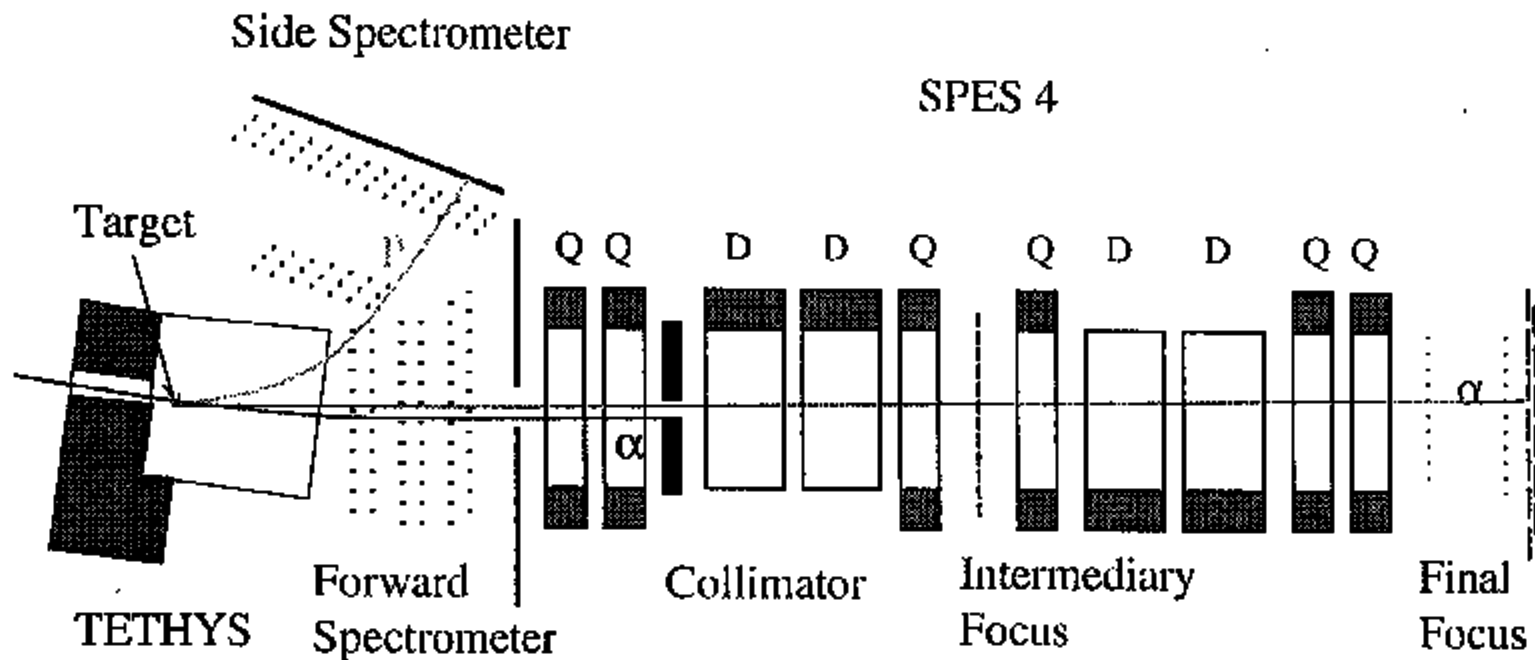 Side Spectrometer
SPES 4
Target
p
Q Q D D Q Q D D Q Q
α
α
TETHYS
Forward
Spectrometer
Collimator
Intermediary
Focus
Final
Focus